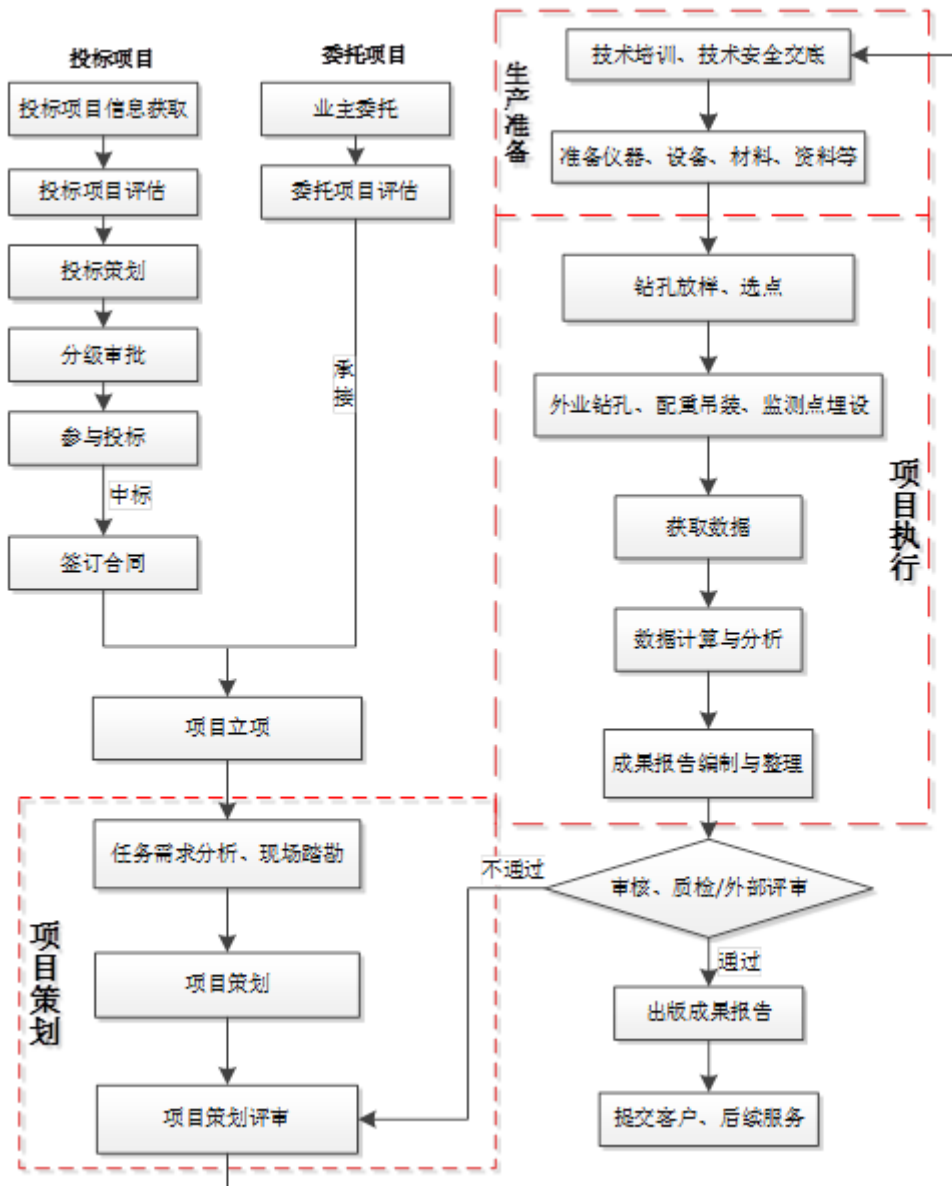 投标项目
投标项目信息获取
投标项目评估
投标策划
分级审批
参与投标
中标
签订合同
委托项目
业主委托
委托项目评估
承接
项目立项
项目策划
任务需求分析、现场踏勘
项目策划
项目策划评审
生产准备
技术培训、技术安全交底
准备仪器、设备、材料、资料等
项目执行
钻孔放样、选点
外业钻孔、配重吊装、监测点埋设
获取数据
数据计算与分析
成果报告编制与整理
审核、质检/外部评审
不通过
通过
出版成果报告
提交客户、后续服务